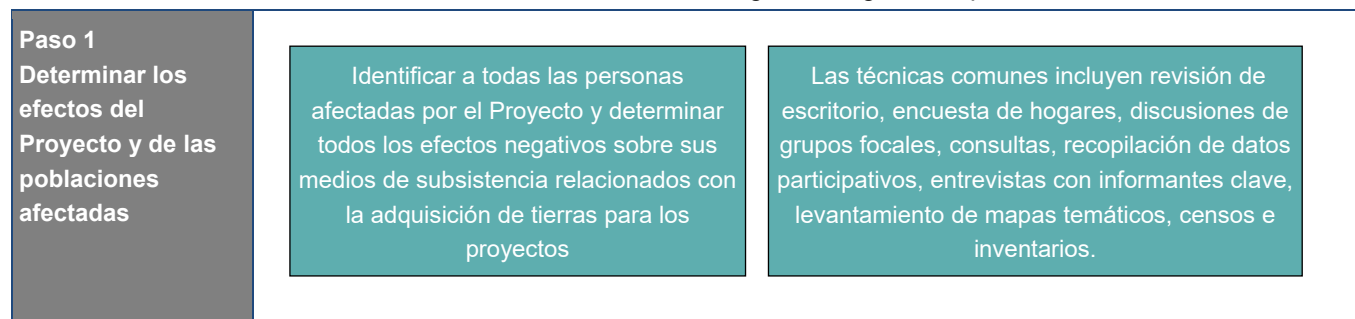 Paso 1
Determinar los
efectos del
Proyecto y de las
poblaciones
afectadas
Identificar a todas las personas
afectadas por el Proyecto y determinar
todos los efectos negativos sobre sus
medios de subsistencia relacionados con
la adquisición de tierras para los
proyectos
Las técnicas comunes incluyen revisión de
escritorio, encuesta de hogares, discusiones de
grupos focales, consultas, recopilación de datos
participativos, entrevistas con informantes clave,
levantamiento de mapas temáticos, censos e
inventarios.